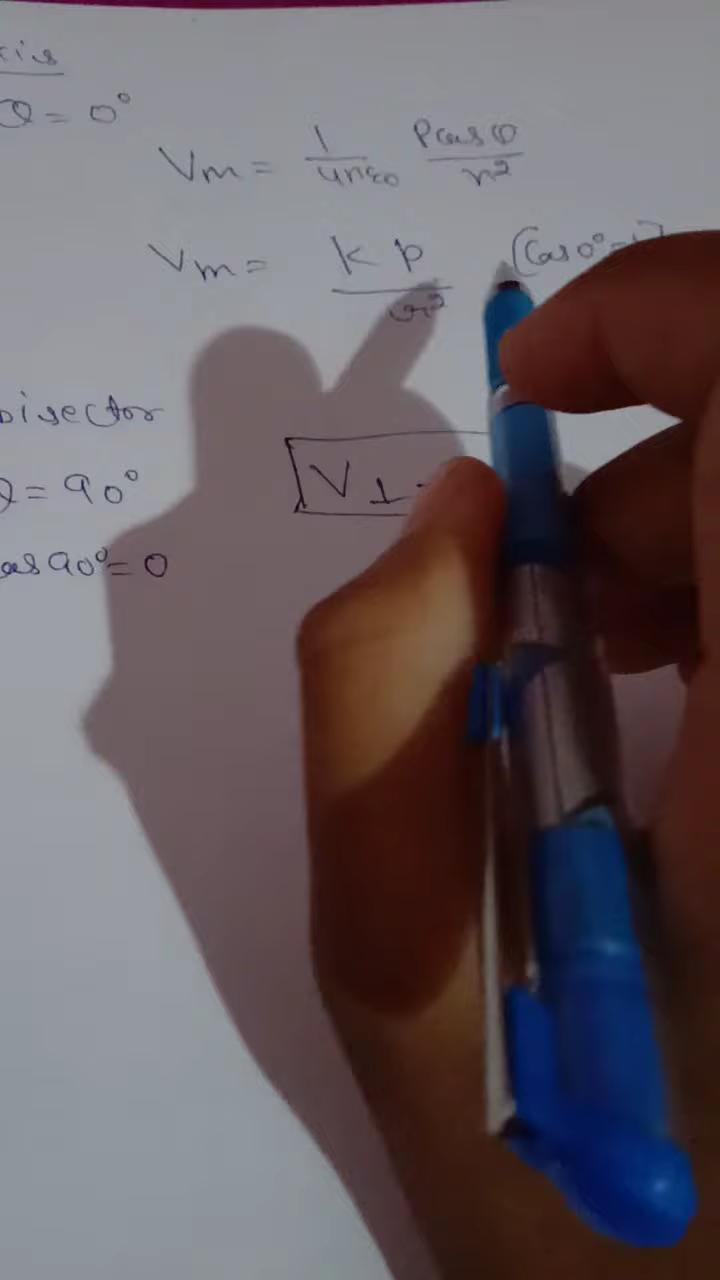 xis
θ = 0°
Vm = 1/4πε0 Pcosθ/r²
Vm = kp/r² (Cos0°=1)
bisector
θ = 90°
V⊥
cos90° = 0